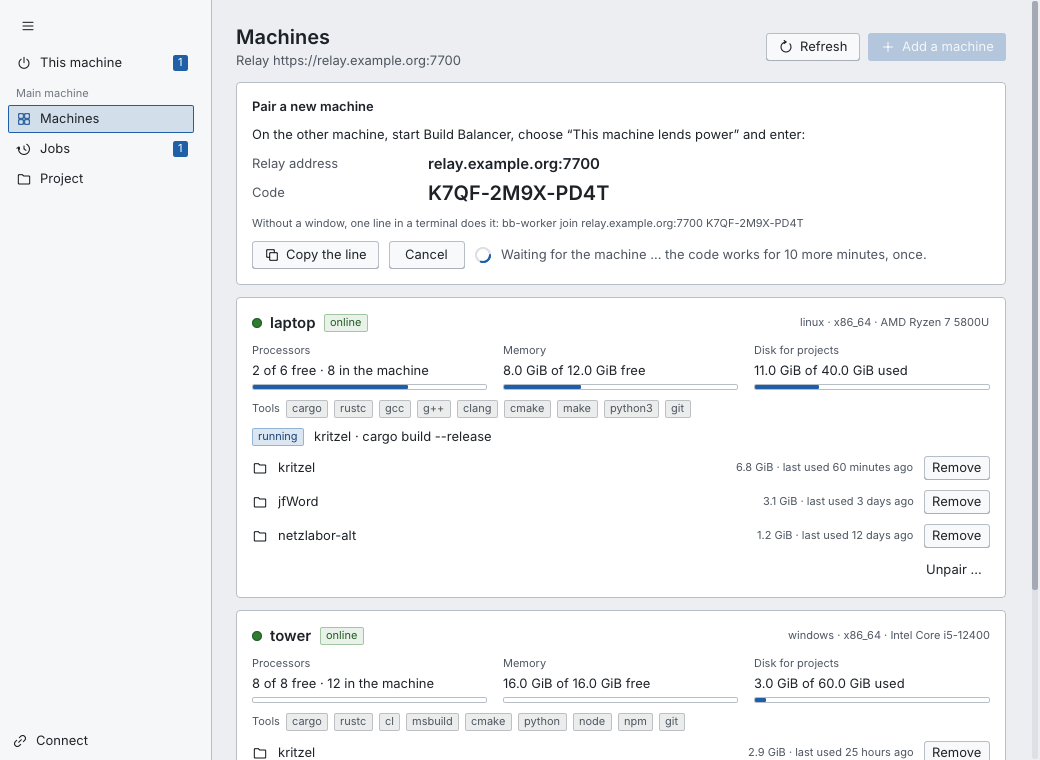 This machine 1
Main machine
Machines
Jobs 1
Project
Connect
Machines
Relay https://relay.example.org:7700
Refresh
Add a machine
Pair a new machine
On the other machine, start Build Balancer, choose “This machine lends power” and enter:
Relay address relay.example.org:7700
Code K7QF-2M9X-PD4T
Without a window, one line in a terminal does it: bb-worker join relay.example.org:7700 K7QF-2M9X-PD4T
Copy the line Cancel Waiting for the machine ... the code works for 10 more minutes, once.
laptop online linux · x86_64 · AMD Ryzen 7 5800U
Processors Memory Disk for projects
2 of 6 free · 8 in the machine 8.0 GiB of 12.0 GiB free 11.0 GiB of 40.0 GiB used
Tools cargo rustc gcc g++ clang cmake make python3 git
running kritzel · cargo build --release
kritzel 6.8 GiB · last used 60 minutes ago Remove
jfWord 3.1 GiB · last used 3 days ago Remove
netzlabor-alt 1.2 GiB · last used 12 days ago Remove
Unpair ...
tower online windows · x86_64 · Intel Core i5-12400
Processors Memory Disk for projects
8 of 8 free · 12 in the machine 16.0 GiB of 16.0 GiB free 3.0 GiB of 60.0 GiB used
Tools cargo rustc cl msbuild cmake python node npm git
kritzel 2.9 GiB · last used 25 hours ago Remove